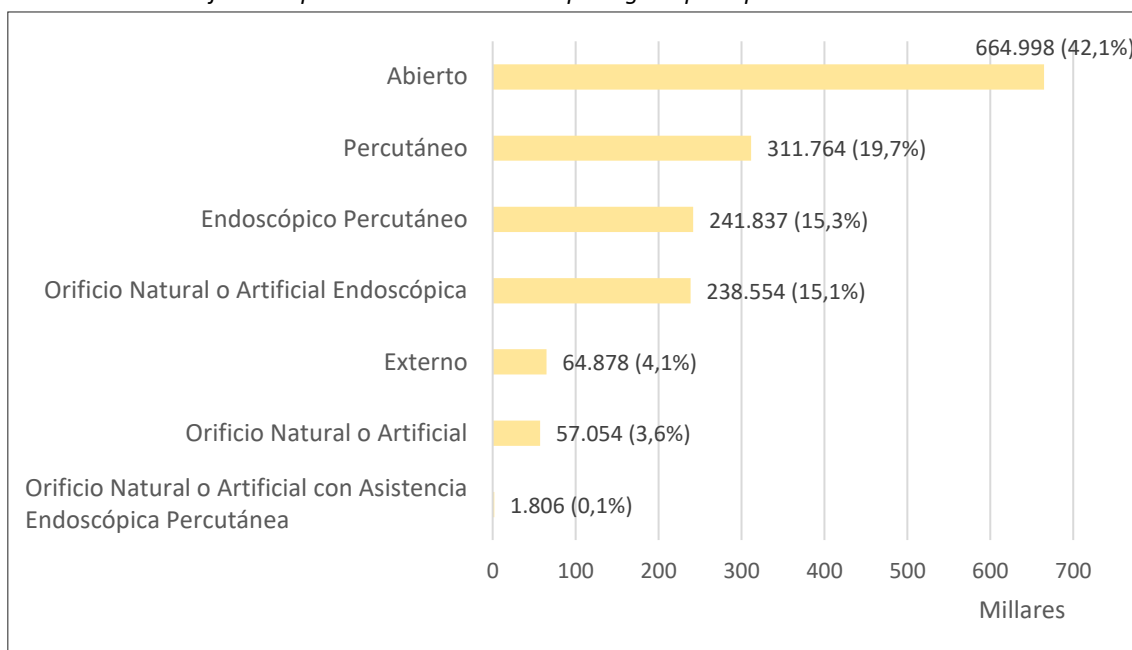 664.998 (42,1%)
Abierto
Percutáneo
311.764 (19,7%)
Endoscópico Percutáneo
241.837 (15,3%)
Orificio Natural o Artificial Endoscópica
238.554 (15,1%)
Externo
64.878 (4,1%)
Orificio Natural o Artificial
57.054 (3,6%)
Orificio Natural o Artificial con Asistencia
Endoscópica Percutánea
1.806 (0,1%)
0 100 200 300 400 500 600 700
Millares